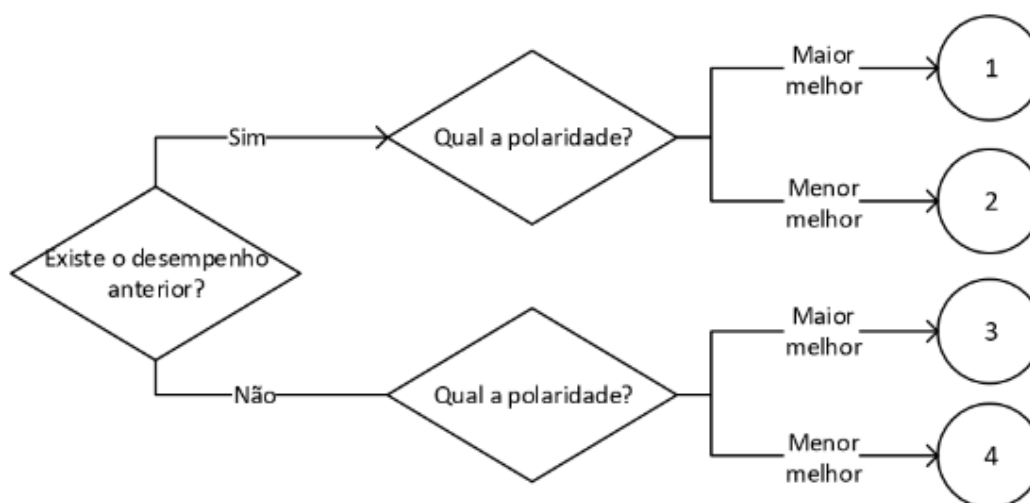 Maior
melhor
1
Sim
Qual a polaridade?
Menor
melhor
2
Existe o desempenho
anterior?
Maior
melhor
3
Não
Qual a polaridade?
Menor
melhor
4